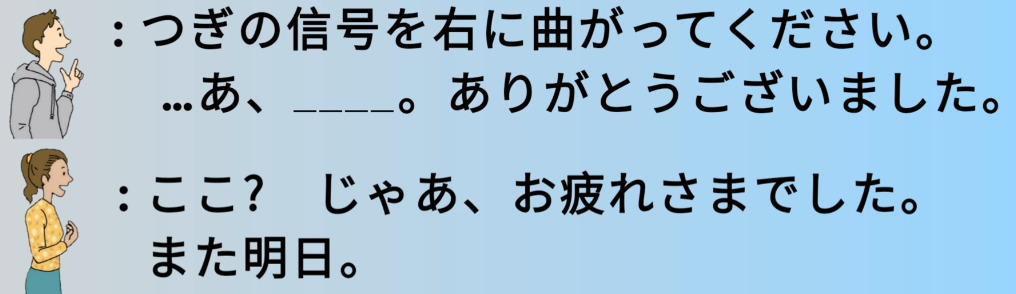 ：つぎの信号を右に曲がってください。
…あ、____。ありがとうございました。
：ここ？　じゃあ、お疲れさまでした。
また明日。